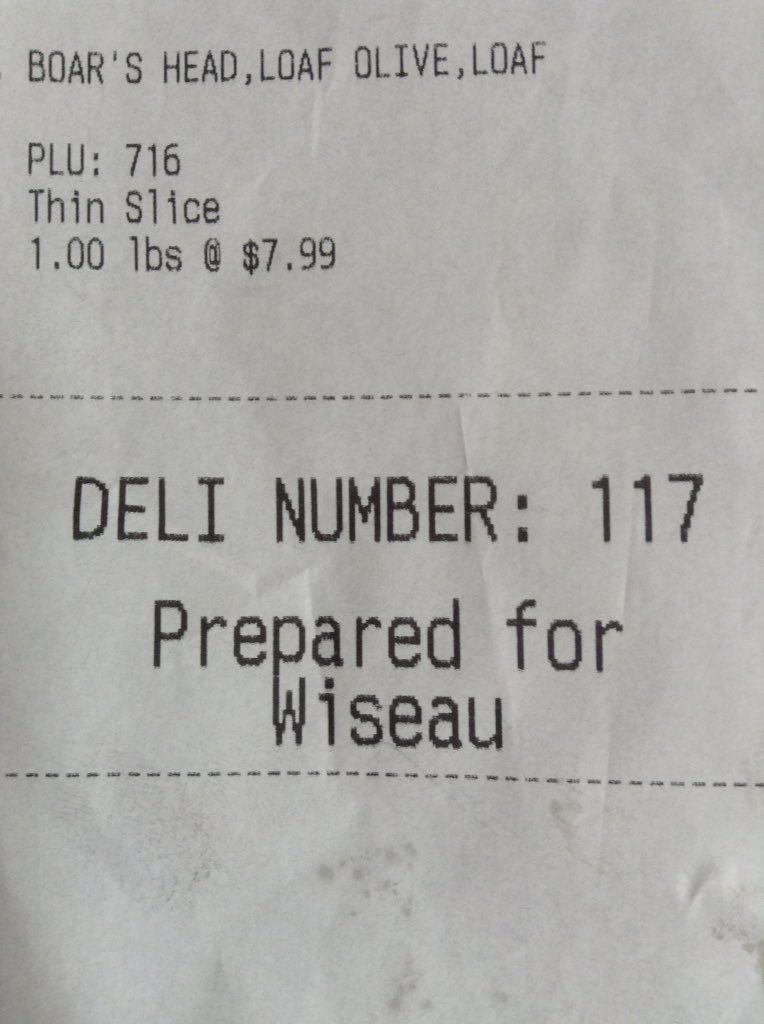 BOAR'S HEAD,LOAF OLIVE,LOAF
PLU: 716
Thin Slice
1.00 lbs @ $7.99
DELI NUMBER: 117
Prepared for
Wiseau